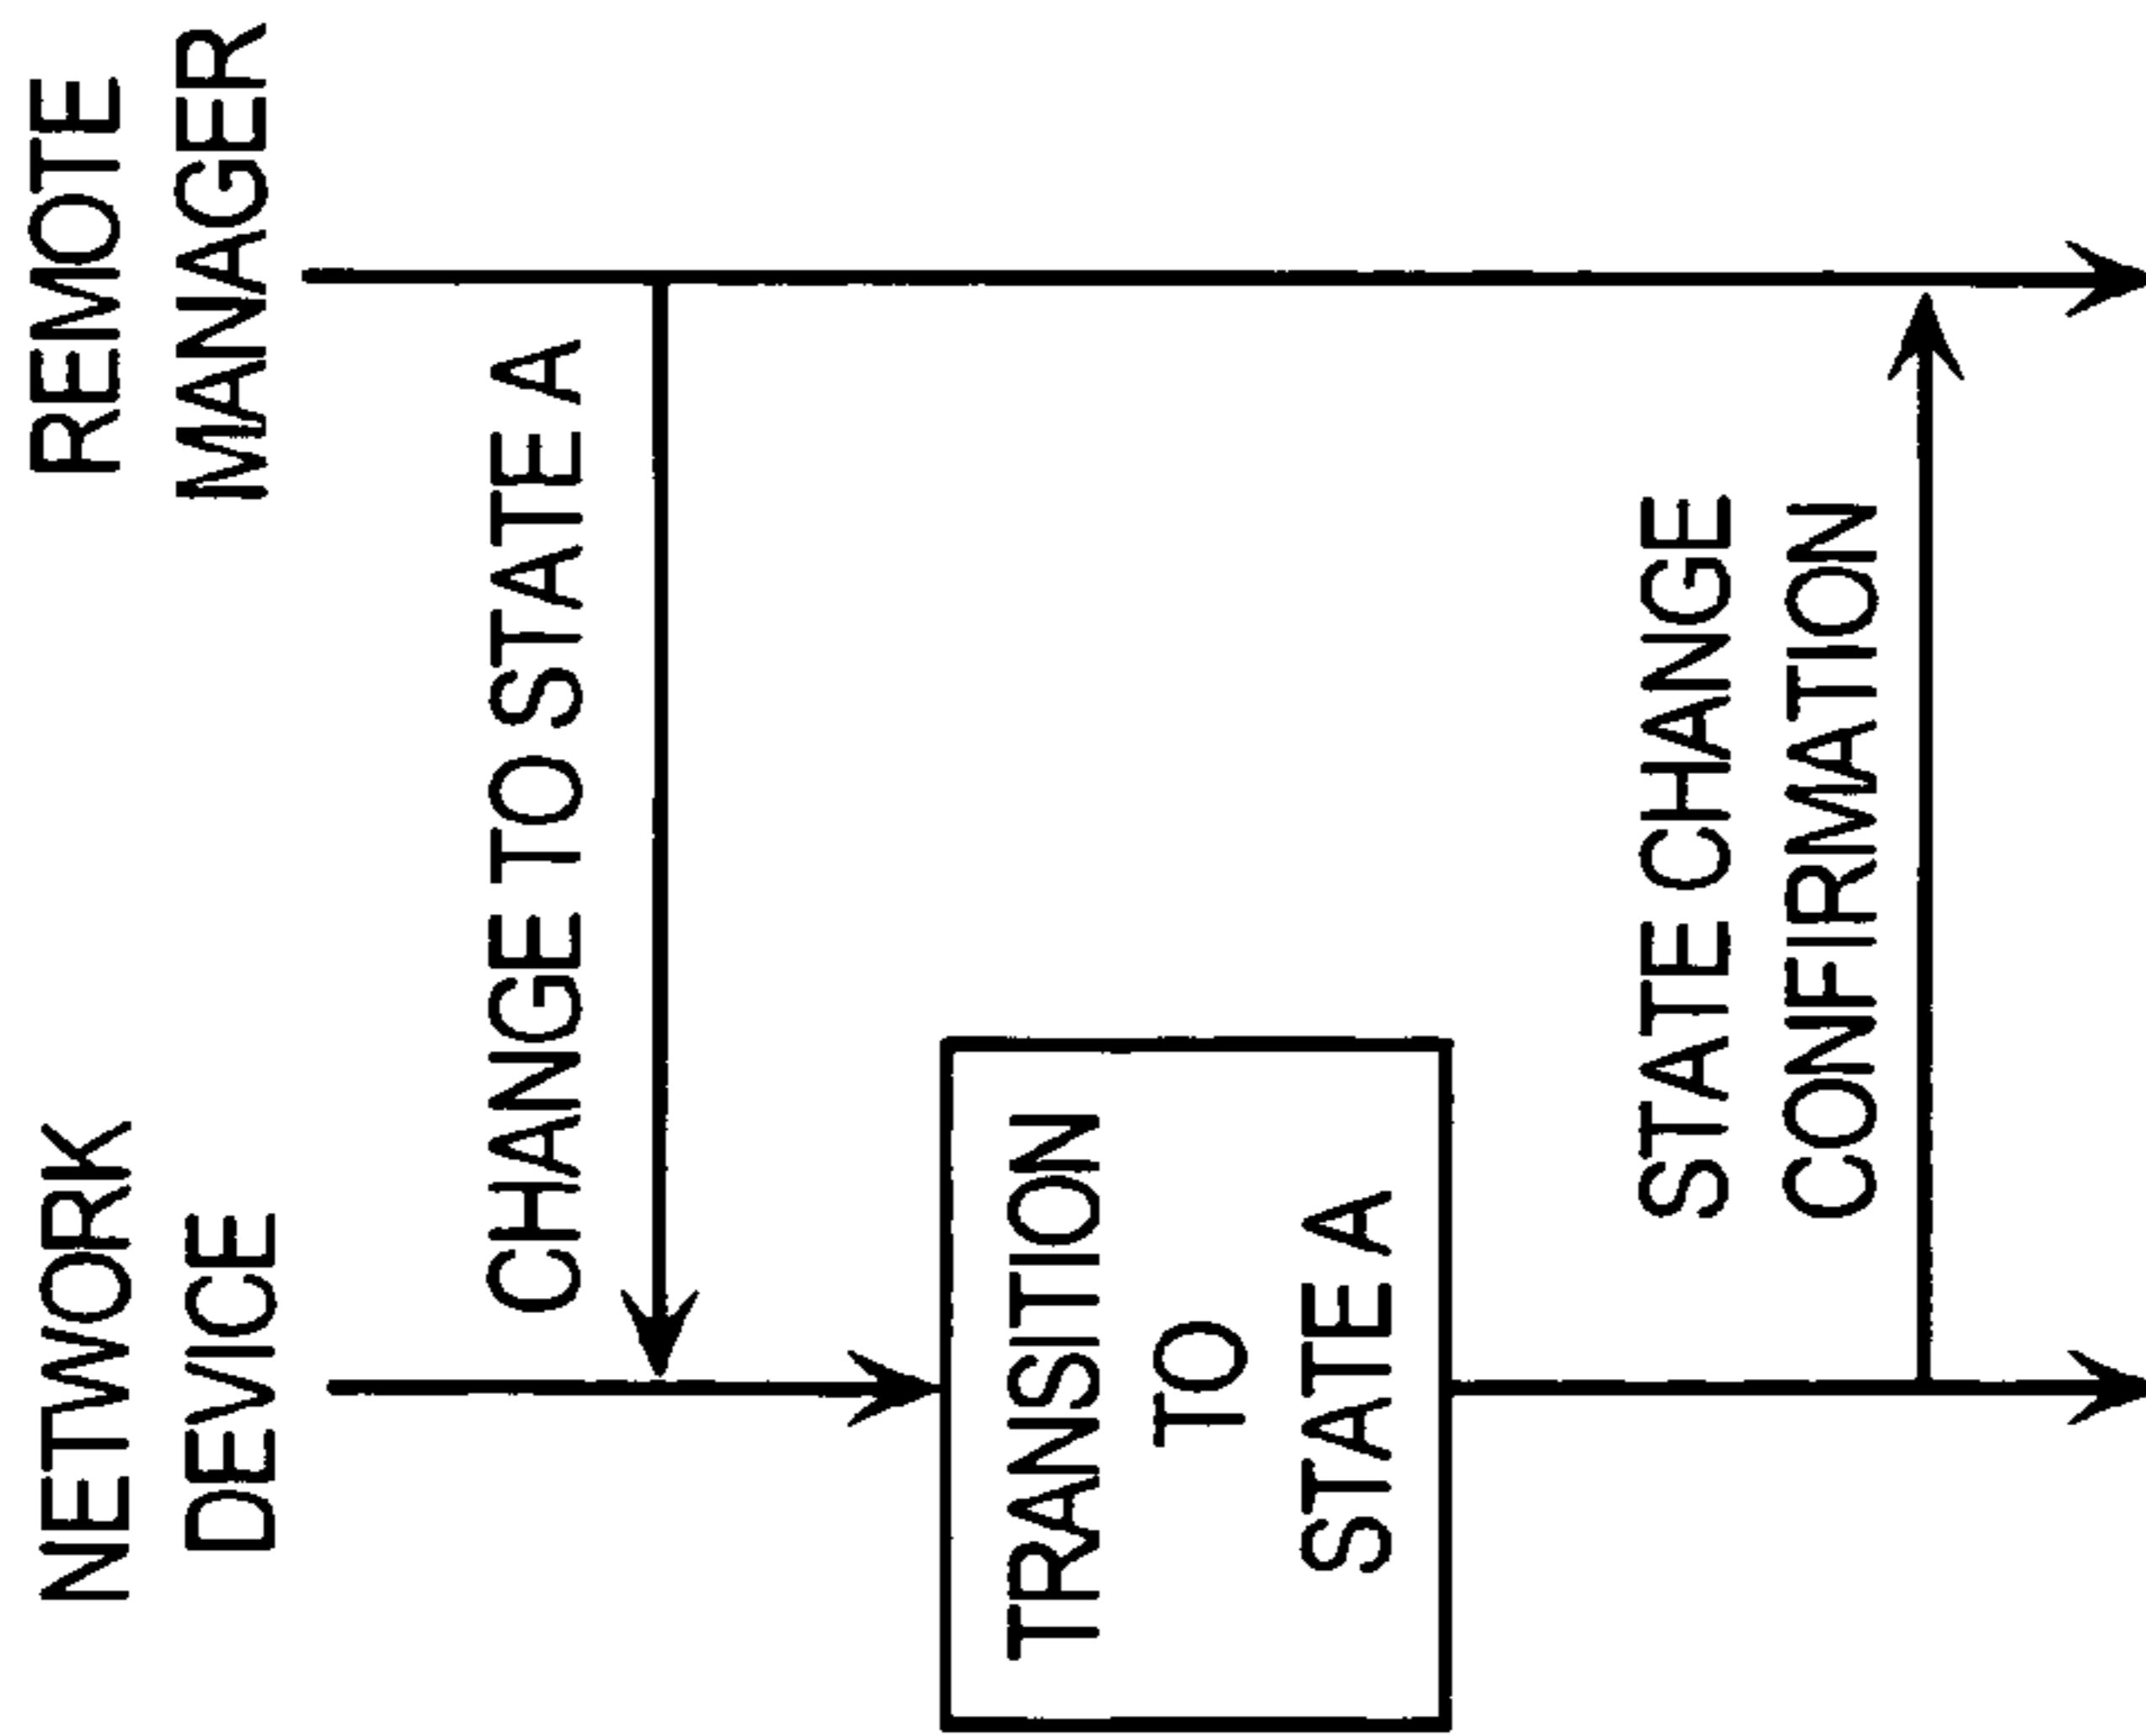 NETWORK
DEVICE
REMOTE
MANAGER
CHANGE TO STATE A
TRANSITION
TO
STATE A
STATE CHANGE
CONFIRMATION